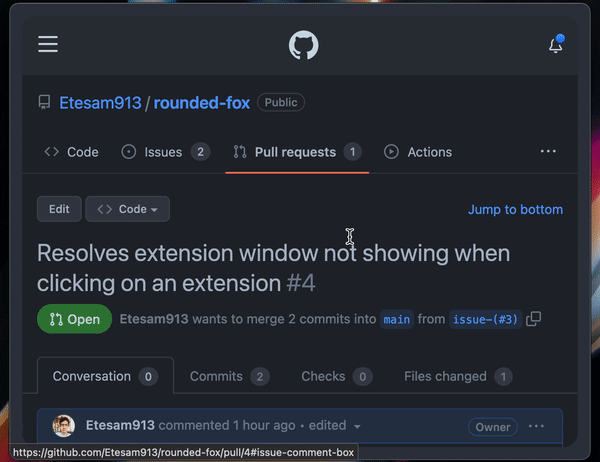 Etesam913 / rounded-fox Public
Code Issues 2 Pull requests 1 Actions
Edit Code Jump to bottom
Resolves extension window not showing when
clicking on an extension #4
Open Etesam913 wants to merge 2 commits into main from issue-(#3)
Conversation 0 Commits 2 Checks 0 Files changed 1
Etesam913 commented 1 hour ago • edited Owner
https://github.com/Etesam913/rounded-fox/pull/4#issue-comment-box